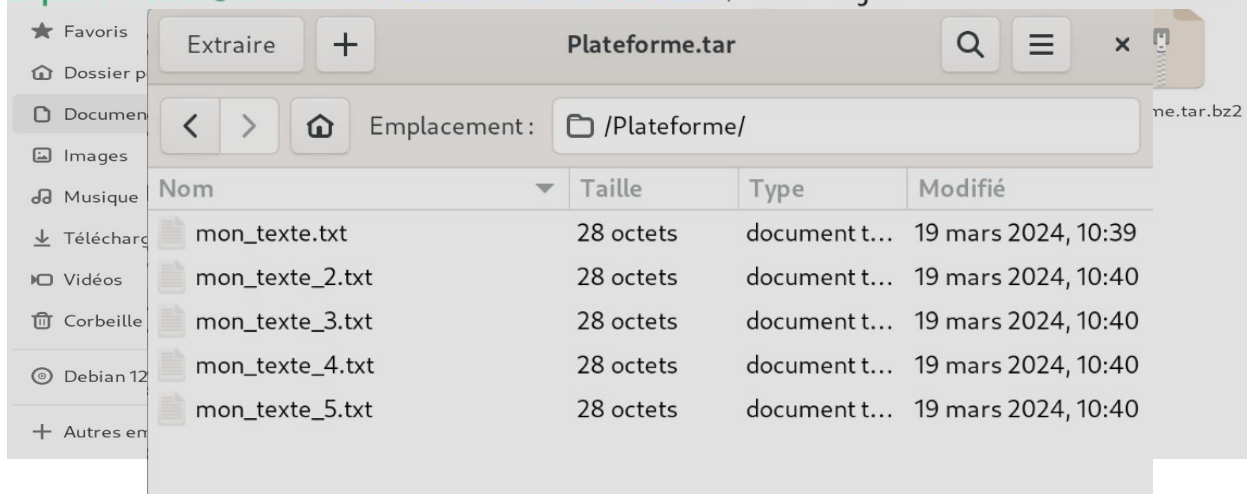 Favoris
Dossier p
Documen
Images
Musique
Télécharg
Vidéos
Corbeille
Debian 12
Autres em
Extraire
Plateforme.tar
Emplacement : /Plateforme/
Nom Taille Type Modifié
mon_texte.txt 28 octets document t... 19 mars 2024, 10:39
mon_texte_2.txt 28 octets document t... 19 mars 2024, 10:40
mon_texte_3.txt 28 octets document t... 19 mars 2024, 10:40
mon_texte_4.txt 28 octets document t... 19 mars 2024, 10:40
mon_texte_5.txt 28 octets document t... 19 mars 2024, 10:40
me.tar.bz2